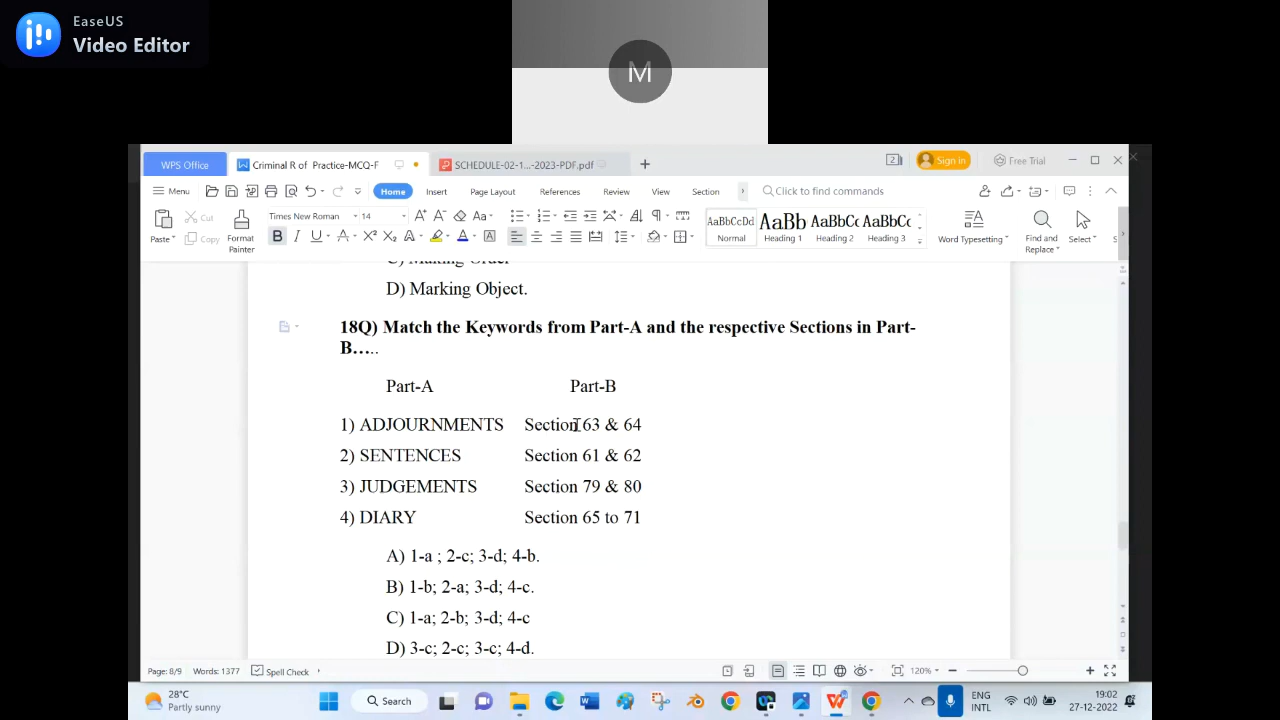 EaseUS
Video Editor
M
WPS Office
Criminal R of Practice-MCQ-F
SCHEDULE-02-1...-2023-PDF.pdf
+
2
Sign in
Free Trial
Menu
Home
Insert
Page Layout
References
Review
View
Section
Click to find commands
Paste
Cut
Copy
Format
Painter
Times New Roman
14
AaBbCcDd
Normal
AaBb
Heading 1
AaBbCc
Heading 2
AaBbCc
Heading 3
Word Typesetting
Find and
Replace
Select
C) Making Order
D) Marking Object.
18Q) Match the Keywords from Part-A and the respective Sections in Part-
B…..
Part-A Part-B
1) ADJOURNMENTS Section 63 & 64
2) SENTENCES Section 61 & 62
3) JUDGEMENTS Section 79 & 80
4) DIARY Section 65 to 71
A) 1-a ; 2-c; 3-d; 4-b.
B) 1-b; 2-a; 3-d; 4-c.
C) 1-a; 2-b; 3-d; 4-c
D) 3-c; 2-c; 3-c; 4-d.
Page: 8/9 Words: 1377 Spell Check
120%
28°C
Partly sunny
Search
ENG
INTL
19:02
27-12-2022